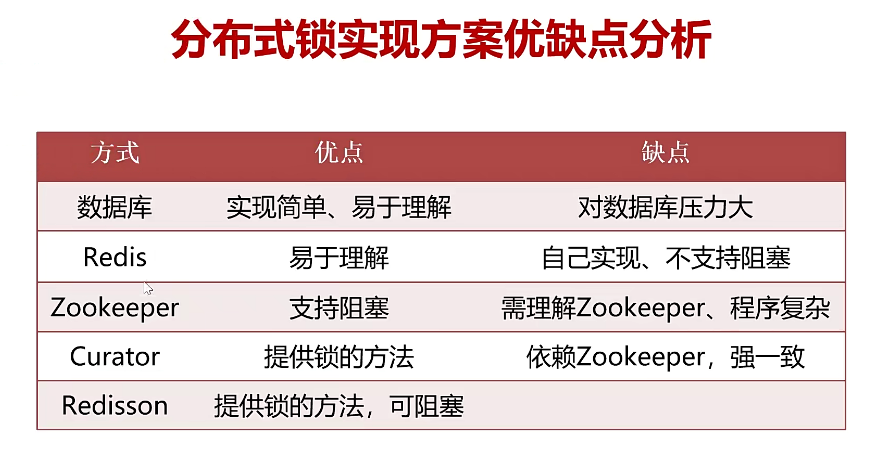 分布式锁实现方案优缺点分析
方式 优点 缺点
数据库 实现简单、易于理解 对数据库压力大
Redis 易于理解 自己实现、不支持阻塞
Zookeeper 支持阻塞 需理解Zookeeper、程序复杂
Curator 提供锁的方法 依赖Zookeeper，强一致
Redisson 提供锁的方法，可阻塞